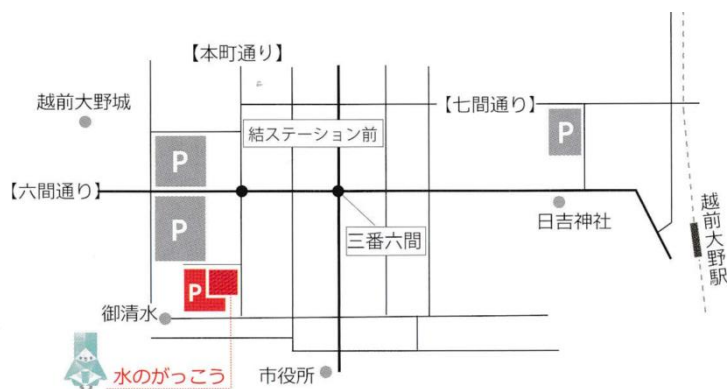 【本町通り】
越前大野城
【七間通り】
結ステーション前
P
P
【六間通り】
P
三番六間
日吉神社
越前大野駅
P
御清水
水のがっこう
市役所